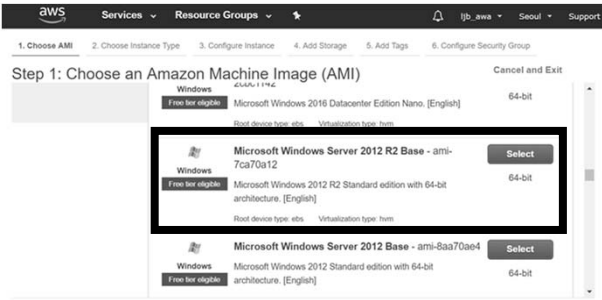 aws Services Resource Groups ljb_awa Seoul Support
1. Choose AMI 2. Choose Instance Type 3. Configure Instance 4. Add Storage 5. Add Tags 6. Configure Security Group
Step 1: Choose an Amazon Machine Image (AMI) Cancel and Exit
Windows 2cbc1142
Free tier eligible Microsoft Windows 2016 Datacenter Edition Nano. [English] 64-bit
Root device type: ebs Virtualization type: hvm
Microsoft Windows Server 2012 R2 Base - ami- Select
7ca70a12
Windows 64-bit
Free tier eligible Microsoft Windows 2012 R2 Standard edition with 64-bit
architecture. [English]
Root device type: ebs Virtualization type: hvm
Microsoft Windows Server 2012 Base - ami-8aa70ae4 Select
Windows Microsoft Windows 2012 Standard edition with 64-bit 64-bit
Free tier eligible architecture. [English]